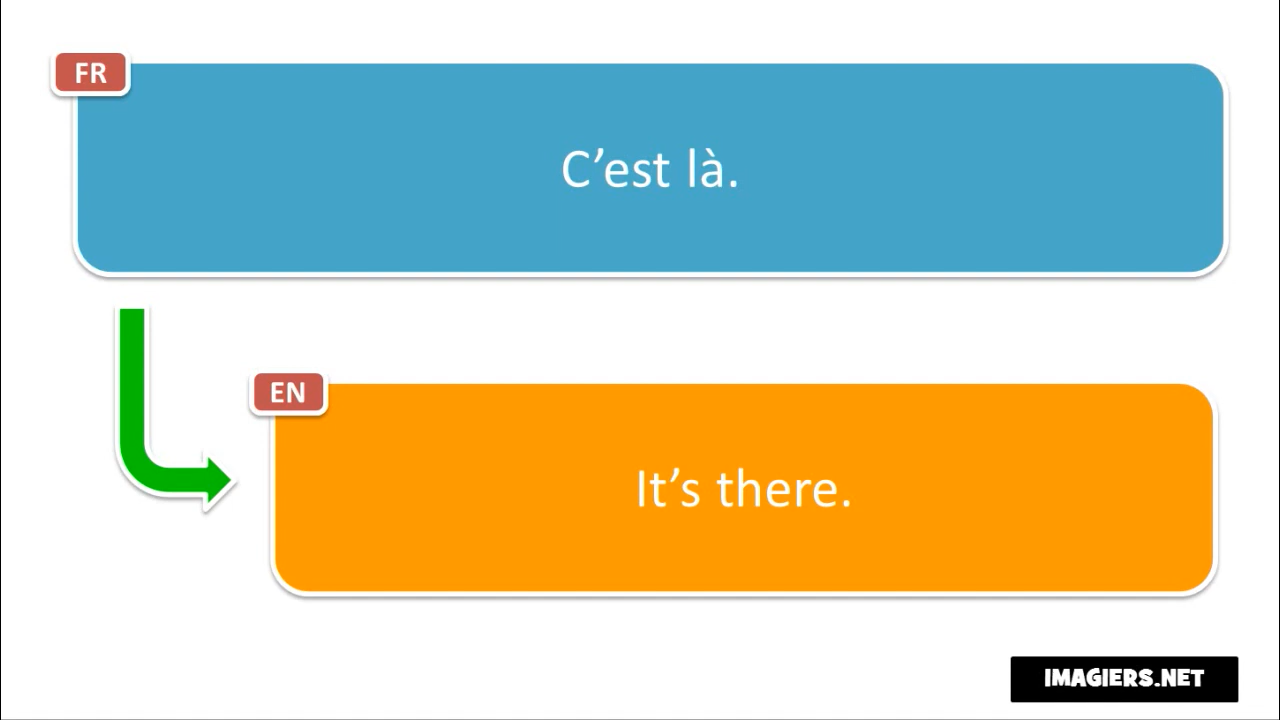 FR
C’est là.
EN
It’s there.
IMAGIERS.NET